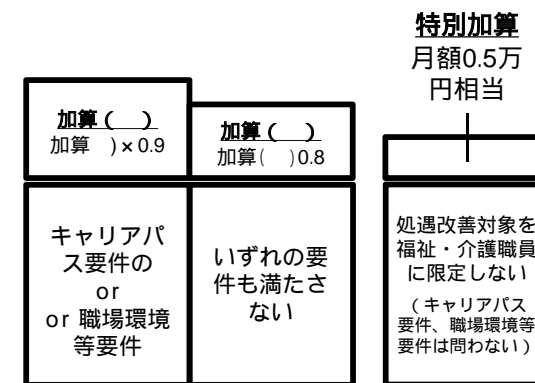 特別加算
月額0.5万
円相当
加算（　）
加算　）×0.9
加算（　）
加算（　）0.8
キャリアパ
ス要件の
or
or 職場環境
等要件
いずれの要
件も満たさ
ない
処遇改善対象を
福祉・介護職員
に限定しない
（キャリアパス
要件、職場環境等
要件は問わない）